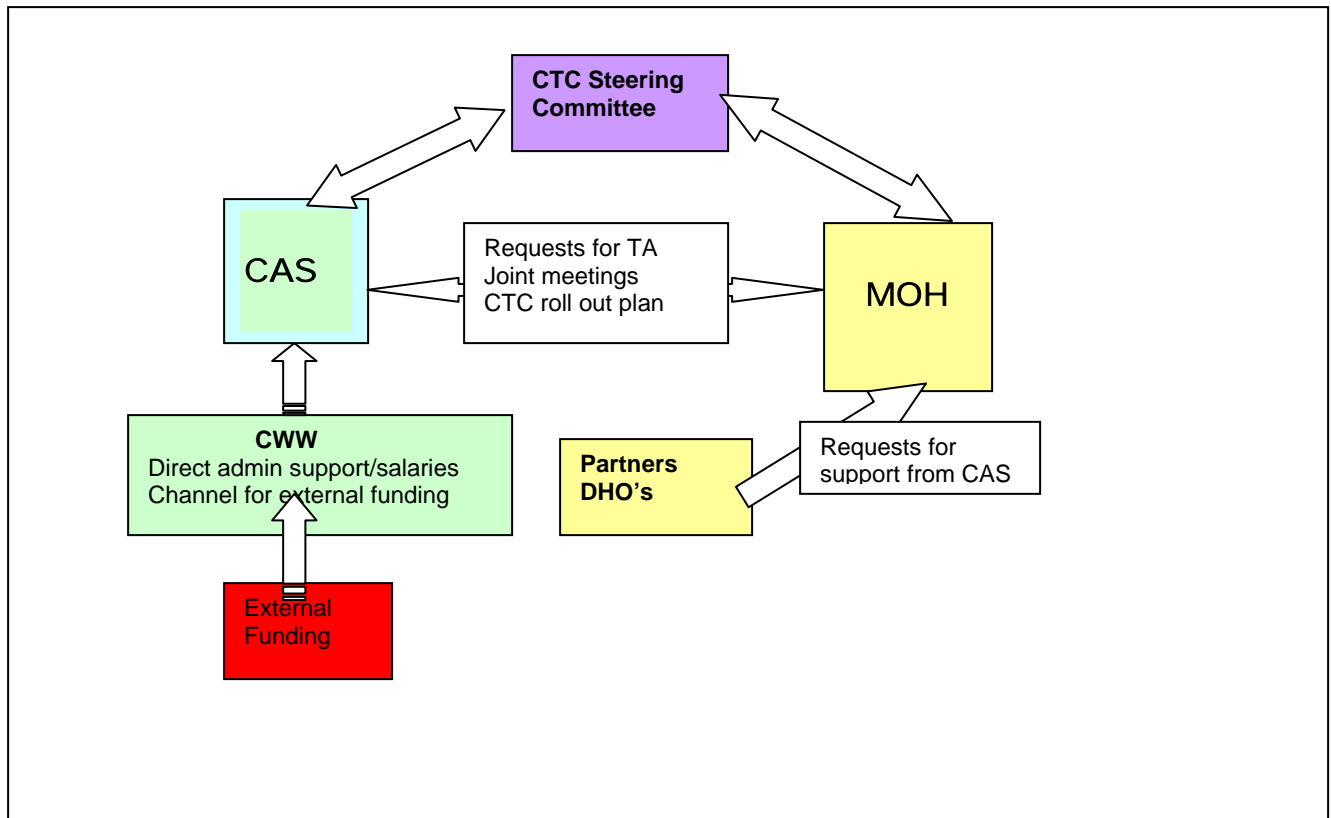 CTC Steering
Committee
CAS
Requests for TA
Joint meetings
CTC roll out plan
MOH
CWW
Direct admin support/salaries
Channel for external funding
Partners
DHO's
Requests for
support from CAS
External
Funding